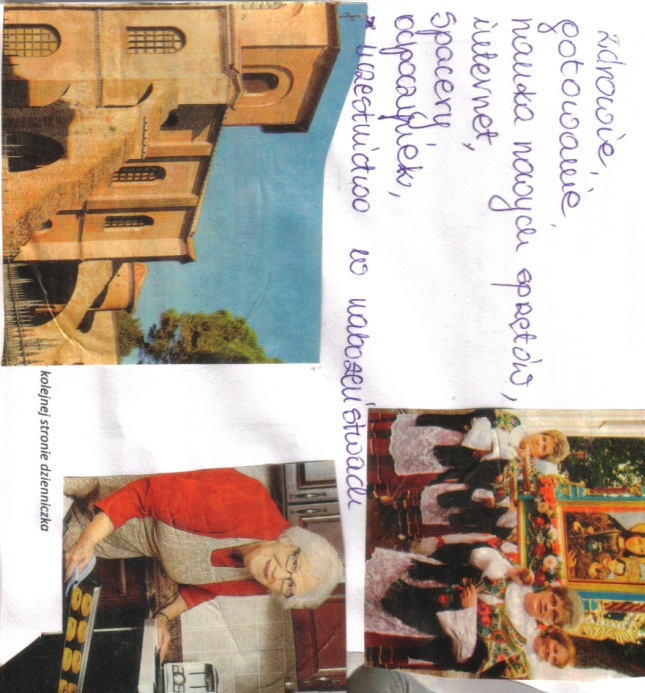 zdrowie,
gotowanie,
nauka nowych sprzętów,
internet,
spacery
odpoczynek,
* uczestnictwo w nabożeństwach
kolejnej stronie dzienniczka